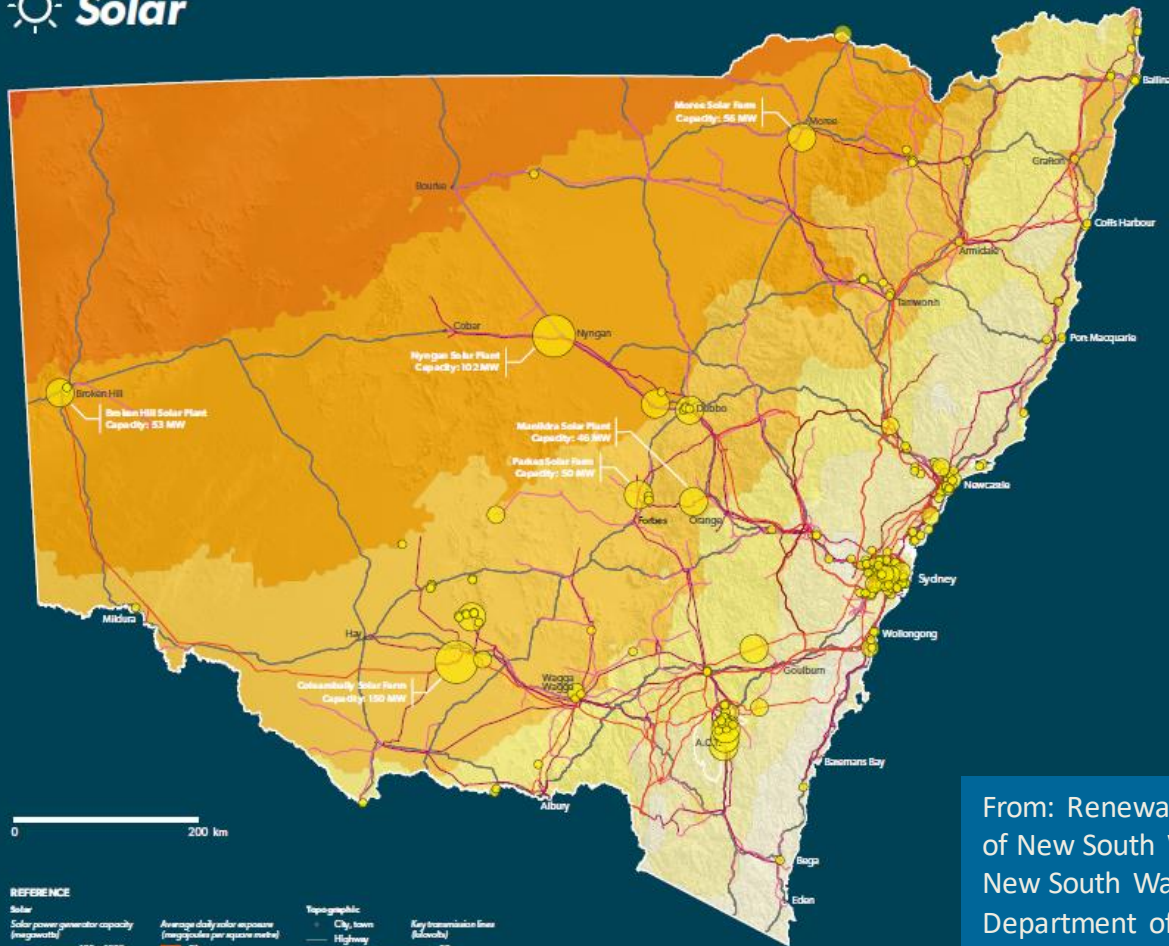 Solar
Ballina
Moree Solar Farm
Capacity: 56 MW
Moree
Grafton
Bourke
Coffs Harbour
Armidale
Tamworth
Cobar
Nyngan
Port Macquarie
Nyngan Solar Plant
Capacity: 102 MW
Broken Hill
Broken Hill Solar Plant
Capacity: 53 MW
Dubbo
Manildra Solar Plant
Capacity: 46 MW
Parkes Solar Farm
Capacity: 50 MW
Newcastle
Forbes
Orange
Sydney
Mildura
Hay
Wollongong
Goulburn
Wagga
Wagga
Coleambally Solar Farm
Capacity: 150 MW
A.C.T.
Batemans Bay
Albury
0 200 km
Bega
Eden
From: Renewa
of New South
New South Wa
Department of
REFERENCE
Solar
Solar power generator capacity
(megawatts)
Average daily solar exposure
(megajoules per square metre)
Topographic
City, town
Highway
Key transmission lines
(kilovolts)